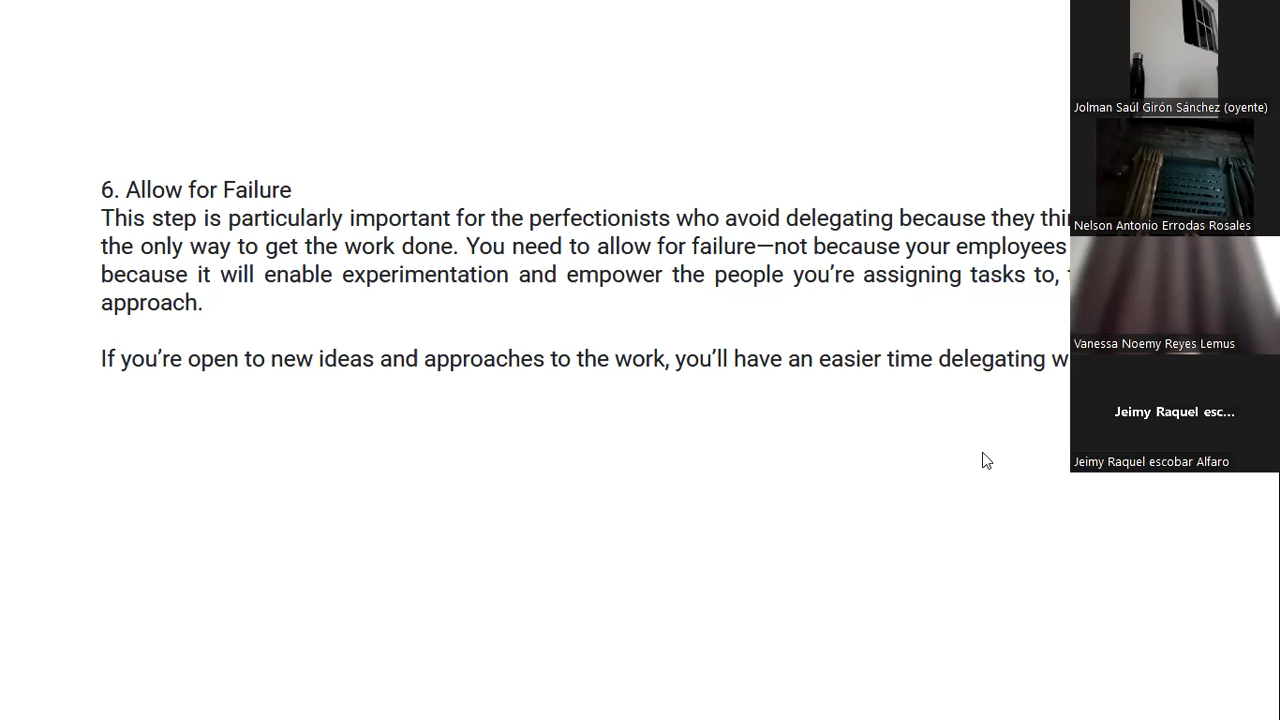 6. Allow for Failure
This step is particularly important for the perfectionists who avoid delegating because they
the only way to get the work done. You need to allow for failure—not because your employees
because it will enable experimentation and empower the people you’re assigning tasks to,
approach.
If you’re open to new ideas and approaches to the work, you’ll have an easier time delegating
Jolman Saúl Girón Sánchez (oyente)
Nelson Antonio Errodas Rosales
Vanessa Noemy Reyes Lemus
Jeimy Raquel esc...
Jeimy Raquel escobar Alfaro